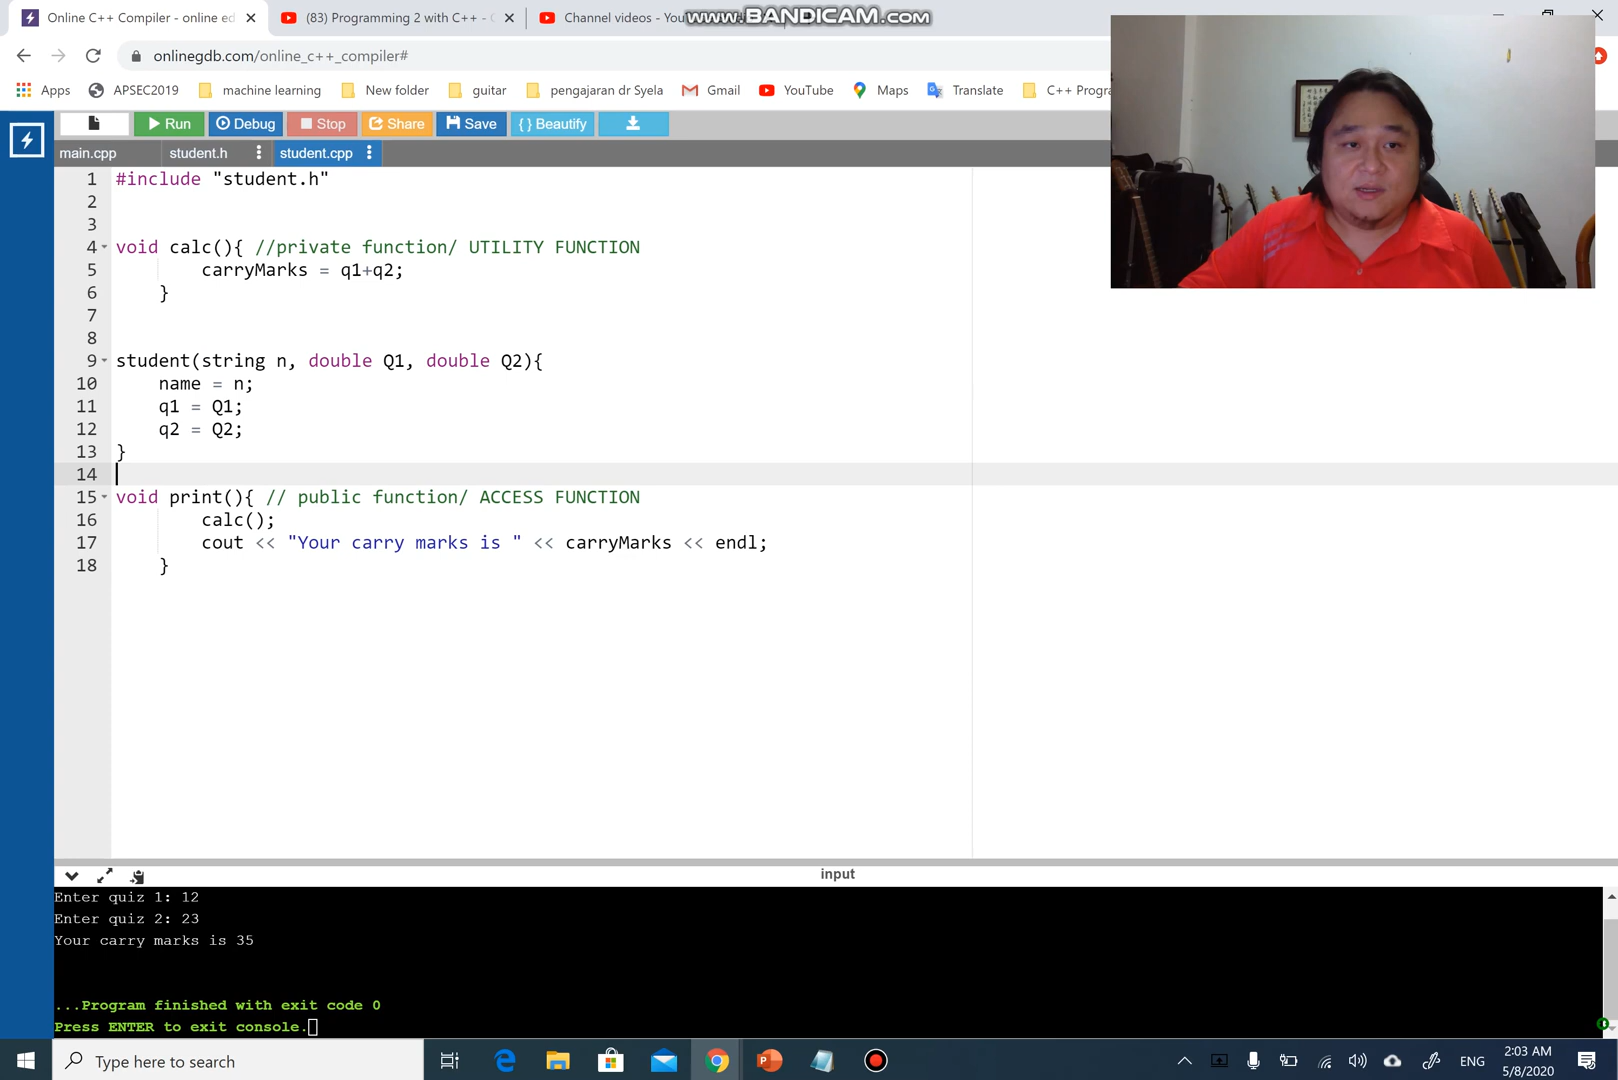 Online C++ Compiler - online ed
(83) Programming 2 with C++ - C
Channel videos - You
www.BANDICAM.com
onlinegdb.com/online_c++_compiler#
Apps
APSEC2019
machine learning
New folder
guitar
pengajaran dr Syela
Gmail
YouTube
Maps
Translate
C++ Progra
Run
Debug
Stop
Share
Save
{ } Beautify
main.cpp
student.h
student.cpp
1 #include "student.h"
2
3
4 void calc(){ //private function/ UTILITY FUNCTION
5 carryMarks = q1+q2;
6 }
7
8
9 student(string n, double Q1, double Q2){
10 name = n;
11 q1 = Q1;
12 q2 = Q2;
13 }
14
15 void print(){ // public function/ ACCESS FUNCTION
16 calc();
17 cout << "Your carry marks is " << carryMarks << endl;
18 }
input
Enter quiz 1: 12
Enter quiz 2: 23
Your carry marks is 35
...Program finished with exit code 0
Press ENTER to exit console.
Type here to search
ENG
2:03 AM
5/8/2020